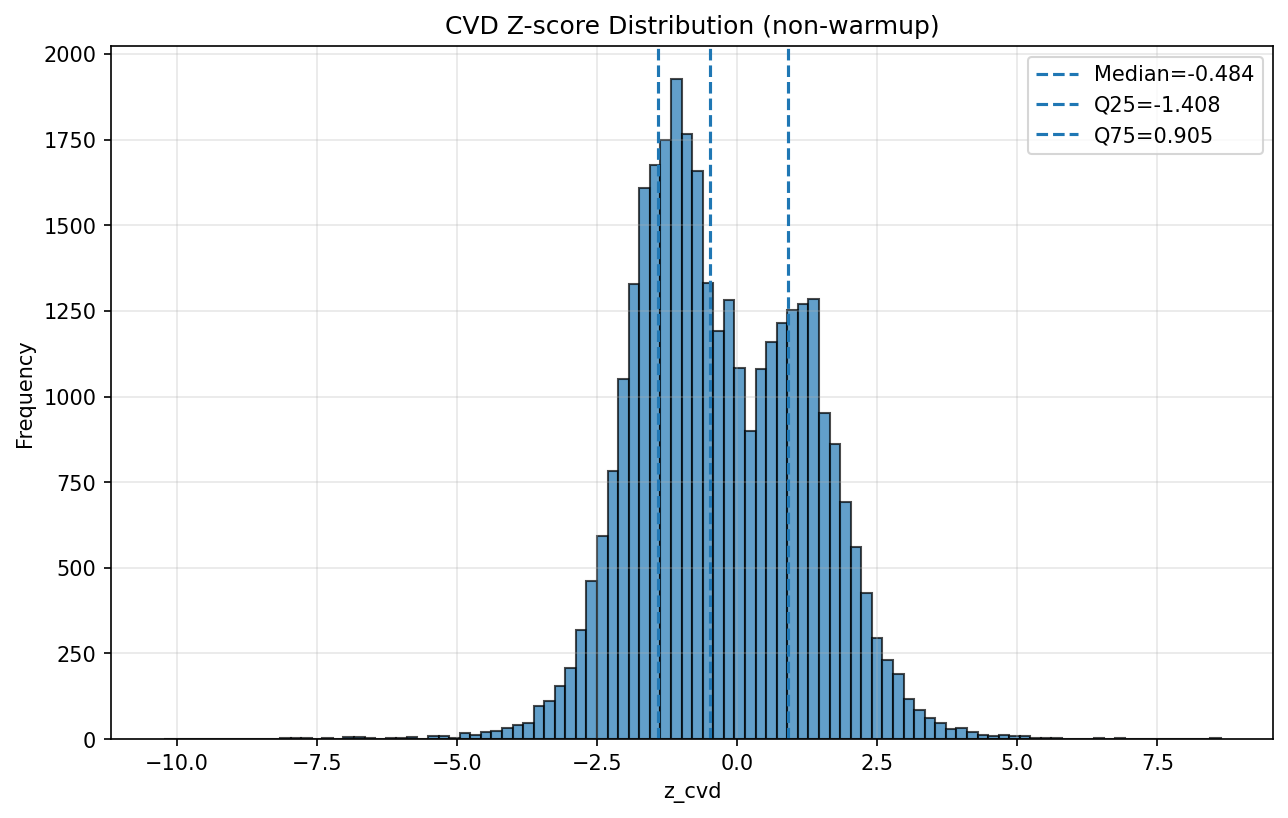 CVD Z-score Distribution (non-warmup)
Median=-0.484
Q25=-1.408
Q75=0.905
Frequency
2000
1750
1500
1250
1000
750
500
250
0
−10.0 −7.5 −5.0 −2.5 0.0 2.5 5.0 7.5
z_cvd